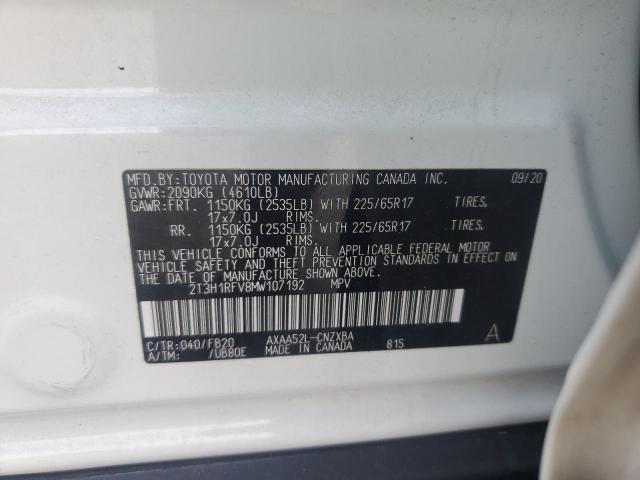 MFD.BY:TOYOTA MOTOR MANUFACTURING CANADA INC. 09/20
GVWR:2090KG (4610LB)
GAWR:FRT. 1150KG (2535LB) WITH 225/65R17 TIRES.
17x7.0J RIMS.
RR. 1150KG (2535LB) WITH 225/65R17 TIRES.
17x7.0J RIMS.
THIS VEHICLE CONFORMS TO ALL APPLICABLE FEDERAL MOTOR
VEHICLE SAFETY AND THEFT PREVENTION STANDARDS IN EFFECT ON
THE DATE OF MANUFACTURE SHOWN ABOVE.
2T3H1RFV8MW107192 MPV
C/TR:040/FB20 AXAA52L-CNZXBA A
A/TM: /UB80E MADE IN CANADA 815